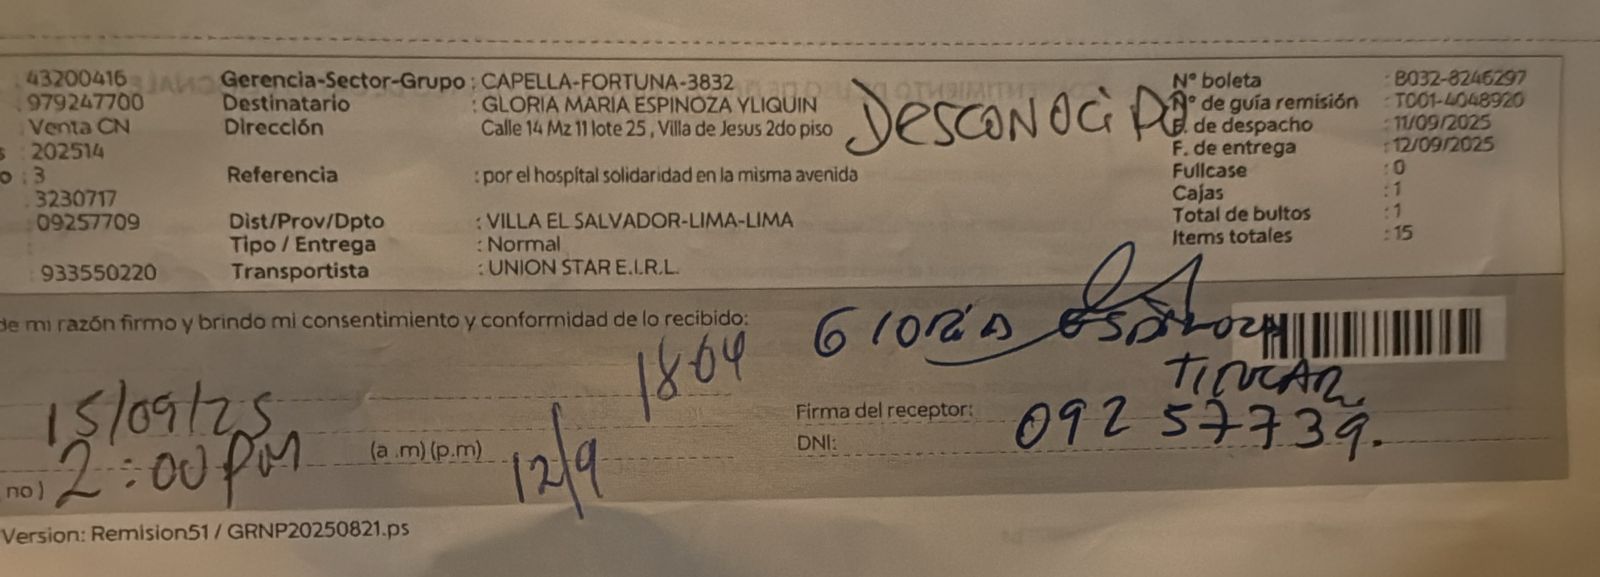 43200416 Gerencia-Sector-Grupo : CAPELLA-FORTUNA-3832 N° boleta : B032-8246297
979247700 Destinatario : GLORIA MARIA ESPINOZA YLIQUIN N° de guía remisión : T001-4048920
Venta CN Dirección Calle 14 Mz 11 lote 25, Villa de Jesus 2do piso DESCONOCIDO F. de despacho : 11/09/2025
s : 202514 F. de entrega : 12/09/2025
o : 3 Referencia : por el hospital solidaridad en la misma avenida Fullcase : 0
3230717 Cajas : 1
09257709 Dist/Prov/Dpto : VILLA EL SALVADOR-LIMA-LIMA Total de bultos : 1
: Tipo / Entrega : Normal Items totales : 15
933550220 Transportista : UNION STAR E.I.R.L.
de mi razón firmo y brindo mi consentimiento y conformidad de lo recibido: GLORIA ESPINOZA
18:04
TITULAR
15/09/25 Firma del receptor: 09257739.
2:00 PM (a .m) (p.m) 12/9 DNI:
no)
Version: Remision51 / GRNP20250821.ps